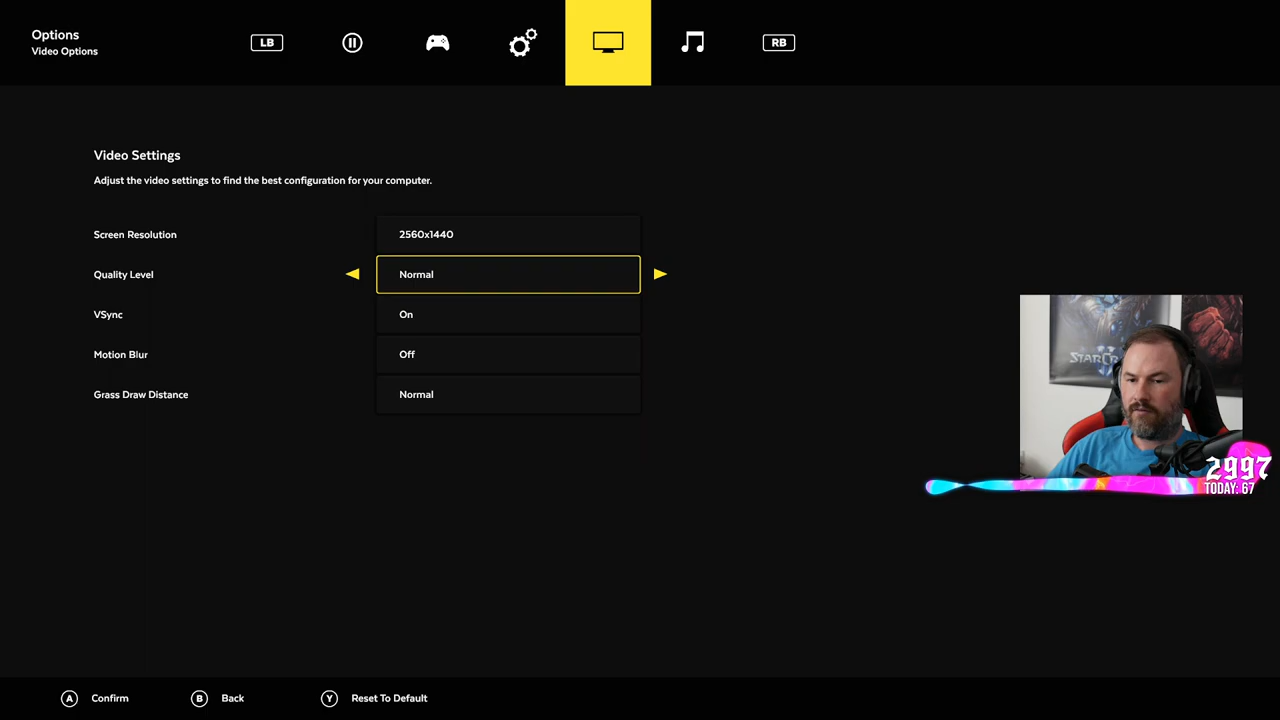 Options
Video Options
LB
RB
Video Settings
Adjust the video settings to find the best configuration for your computer.
Screen Resolution 2560x1440
Quality Level Normal
VSync On
Motion Blur Off
Grass Draw Distance Normal
2997
TODAY: 67
A Confirm B Back Y Reset To Default